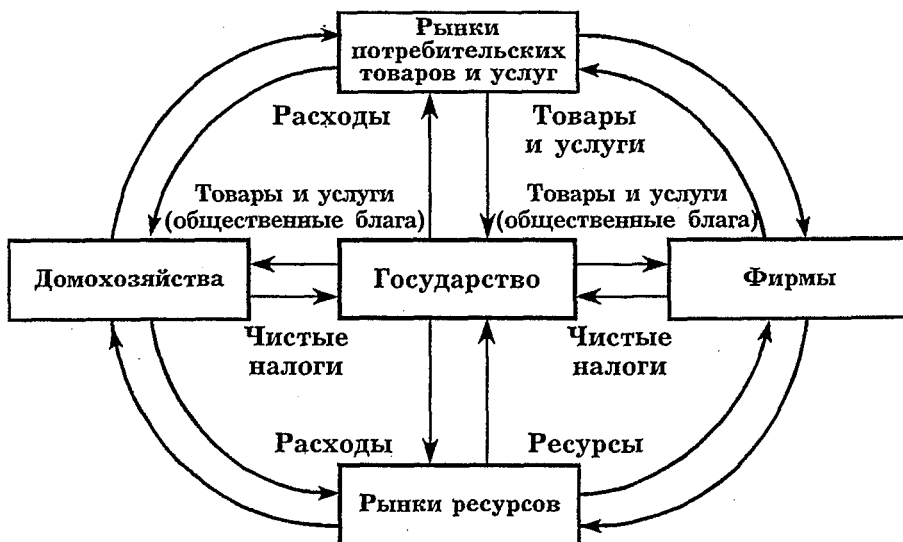 Рынки
потребительских
товаров и услуг
Расходы
Товары
и услуги
Товары и услуги
(общественные блага)
Товары и услуги
(общественные блага)
Домохозяйства
Государство
Фирмы
Чистые
налоги
Чистые
налоги
Расходы
Ресурсы
Рынки ресурсов